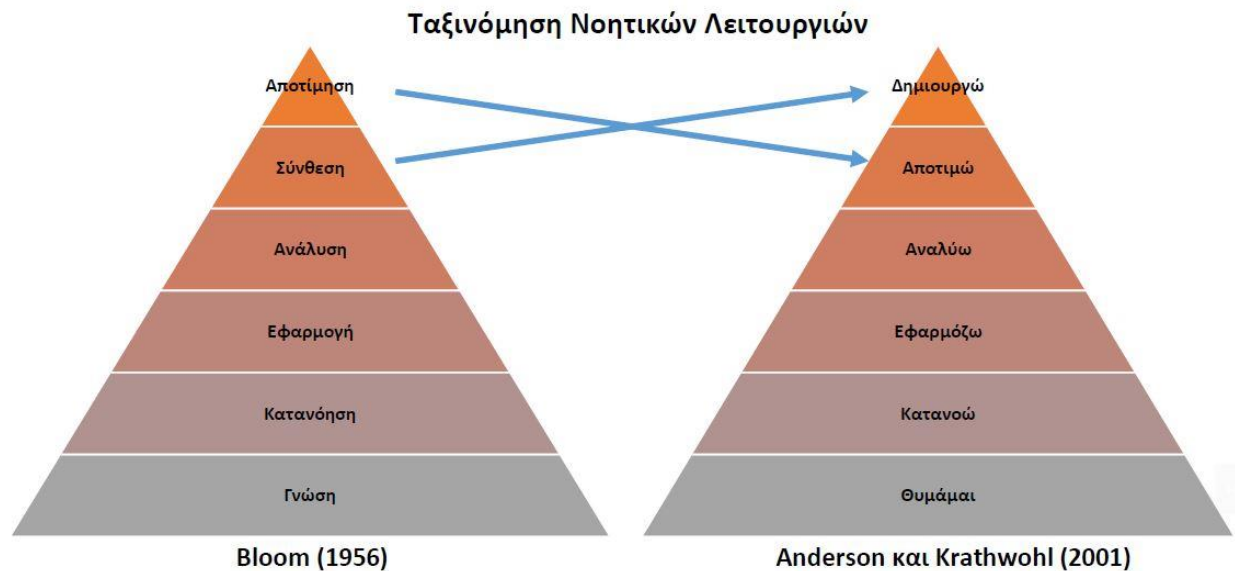 Ταξινόμηση Νοητικών Λειτουργιών
Αποτίμηση
Σύνθεση
Ανάλυση
Εφαρμογή
Κατανόηση
Γνώση
Bloom (1956)
Δημιουργώ
Αποτιμώ
Αναλύω
Εφαρμόζω
Κατανοώ
Θυμάμαι
Anderson και Krathwohl (2001)